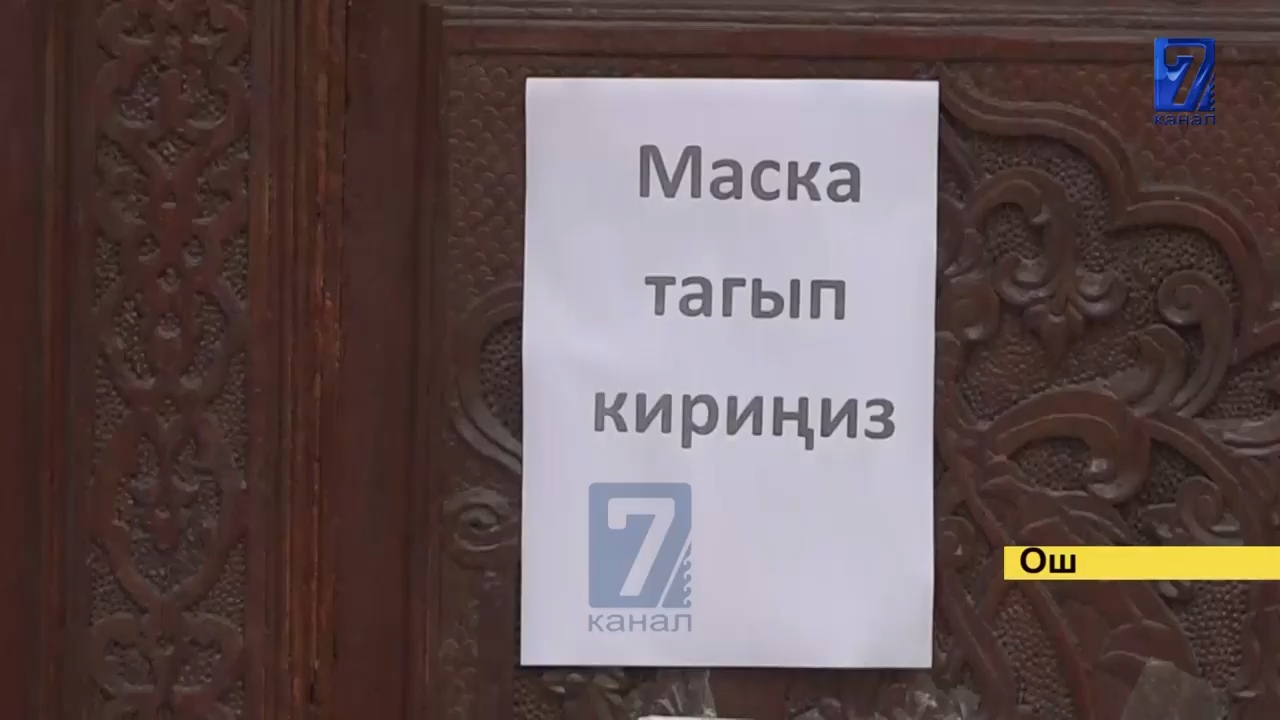 7
канал
Маска
тагып
кириңиз
7
канал
Ош